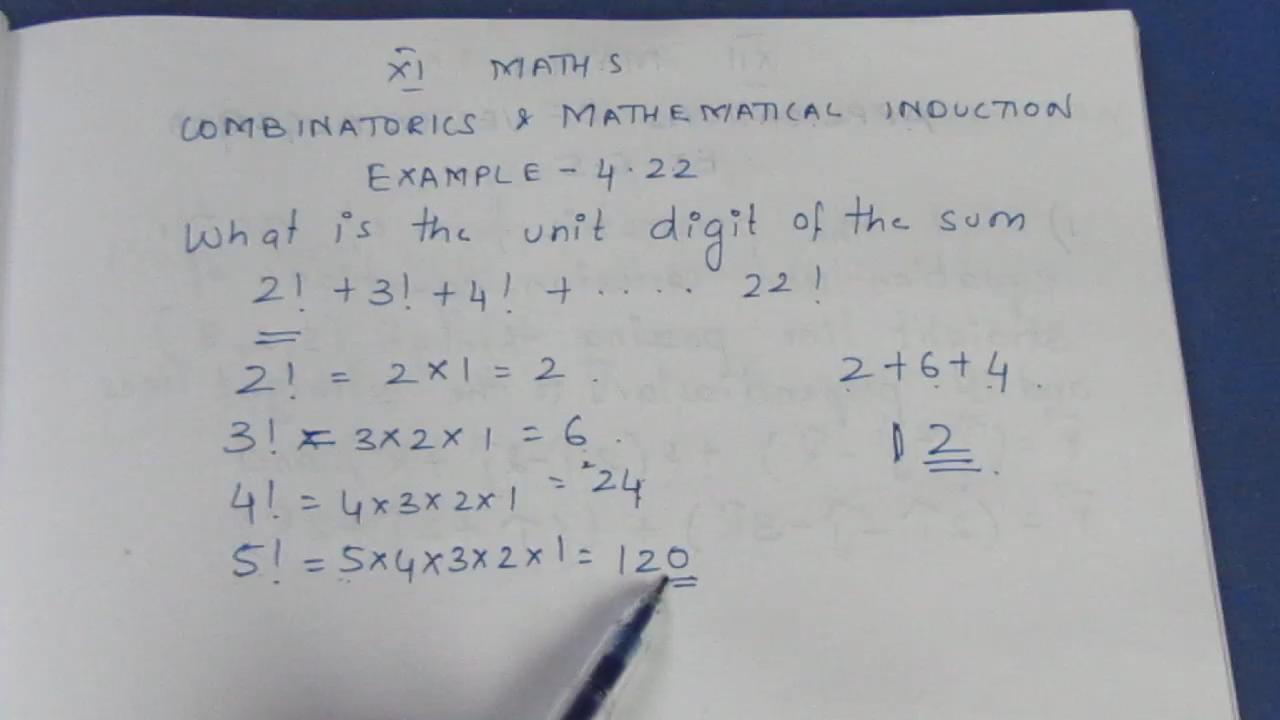 XI MATHS
COMBINATORICS & MATHEMATICAL INDUCTION
EXAMPLE - 4.22
What is the unit digit of the sum
2! + 3! + 4! + ..... 22!
2! = 2 × 1 = 2.
2 + 6 + 4.
3! = 3 × 2 × 1 = 6.
12.
4! = 4 × 3 × 2 × 1 = 24
5! = 5 × 4 × 3 × 2 × 1 = 120